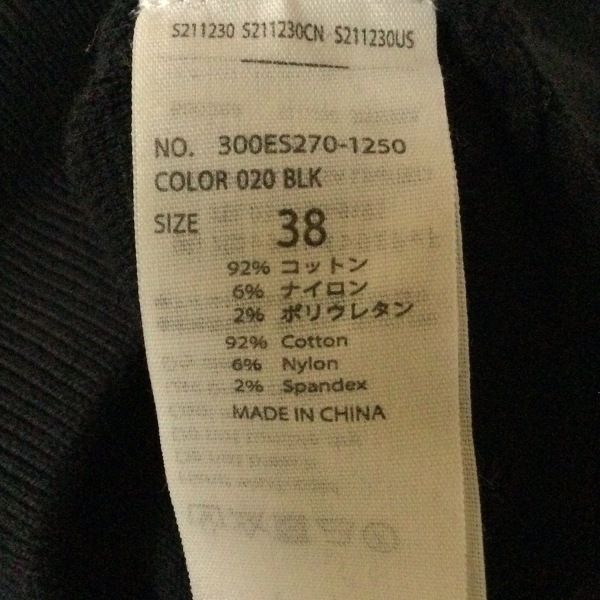 S211230 S211230CN S211230US
NO. 300ES270-1250
COLOR 020 BLK
SIZE 38
92% コットン
6% ナイロン
2% ポリウレタン
92% Cotton
6% Nylon
2% Spandex
MADE IN CHINA